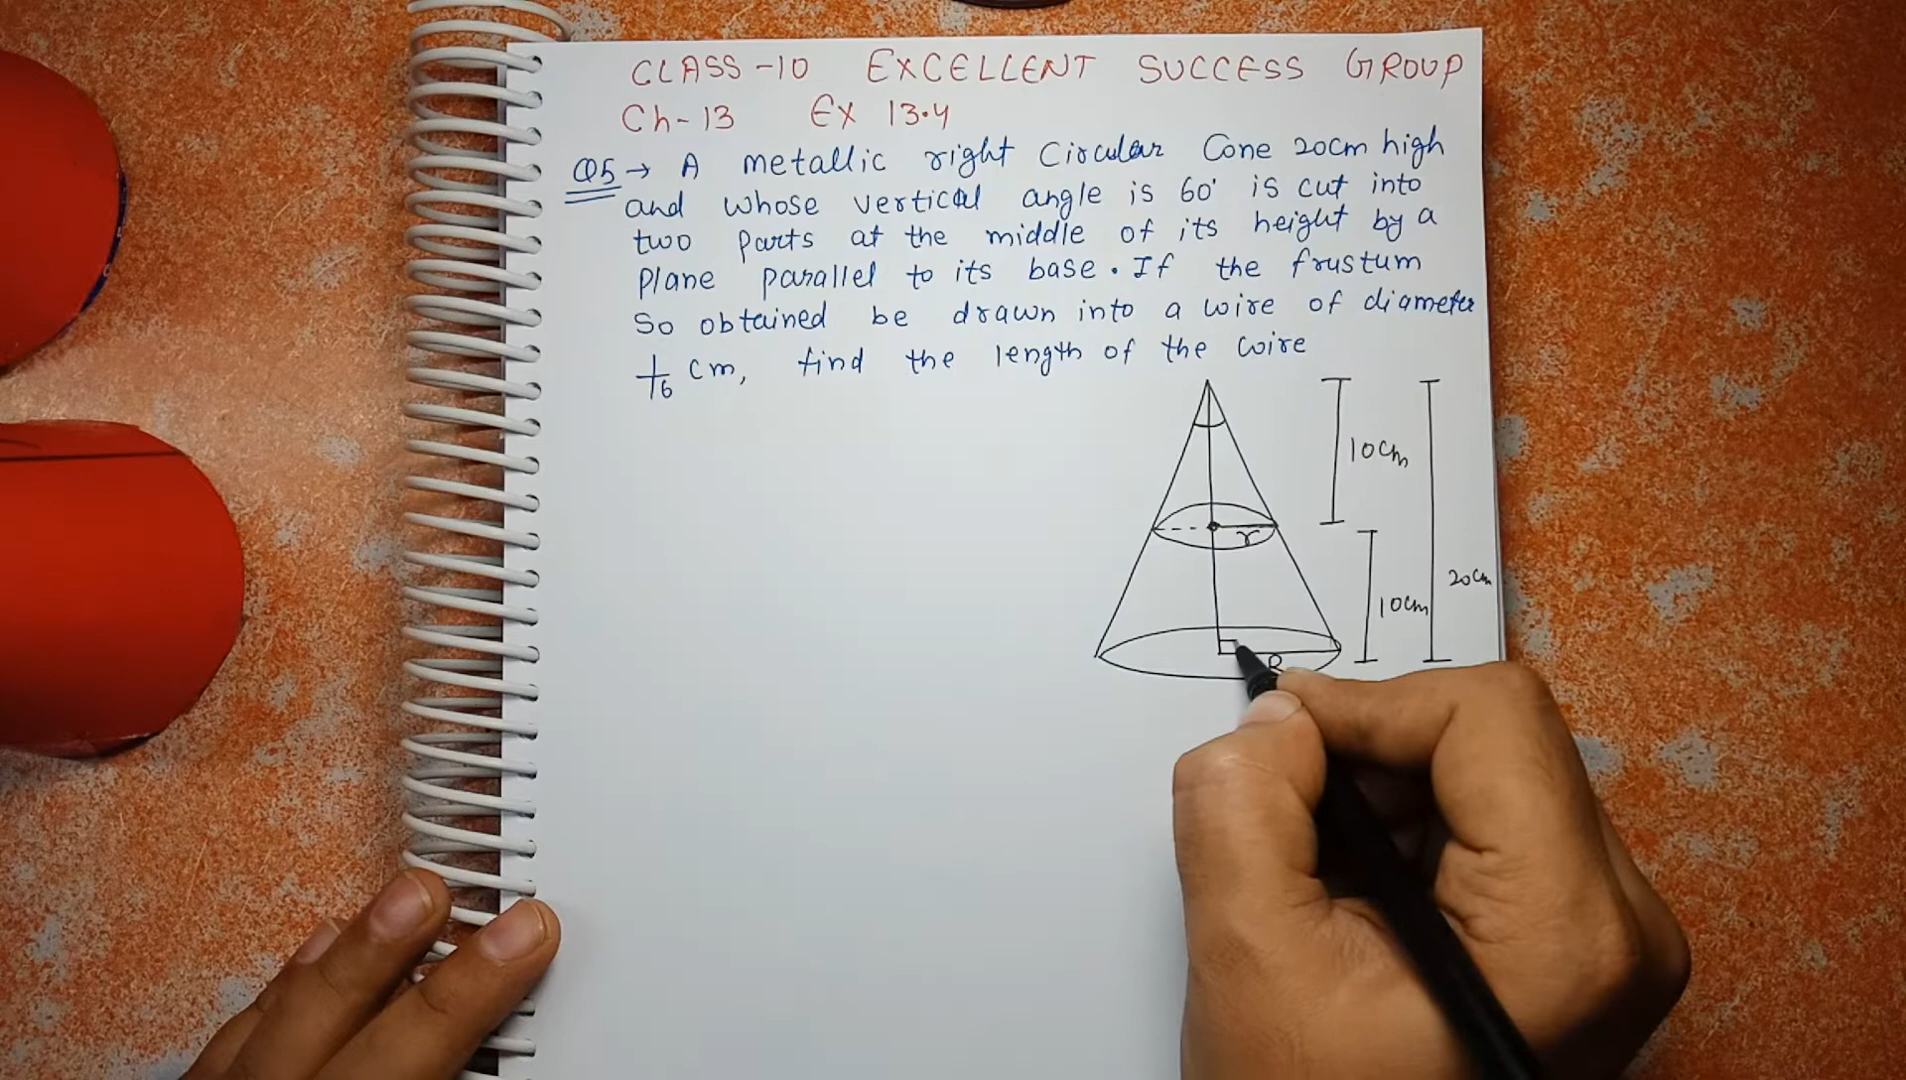 CLASS-10 EXCELLENT SUCCESS GROUP
Ch-13 Ex 13.4
Q5 → A metallic right Circular Cone 20cm high
and whose vertical angle is 60° is cut into
two parts at the middle of its height by a
Plane parallel to its base. If the frustum
So obtained be drawn into a wire of diameter
1/16 cm, find the length of the wire
10cm
r
20cm
10cm
R